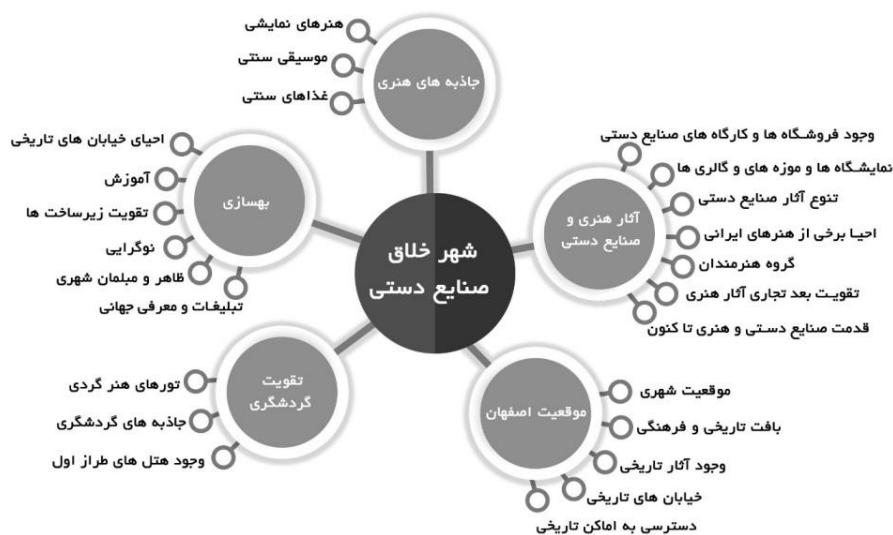 هنرهای نمایشی
موسیقی سنتی
غذاهای سنتی
جاذبه های هنری
وجود فروشگاه ها و کارگاه های صنایع دستی
نمایشگاه ها و موزه های و گالری ها
تنوع آثار صنایع دستی
احیا برخی از هنرهای ایرانی
گروه هنرمندان
تقویت بعد تجاری آثار هنری
قدمت صنایع دستی و هنری تا کنون
آثار هنری و
صنایع دستی
احیای خیابان های تاریخی
آموزش
تقویت زیرساخت ها
نوگرایی
ظاهر و مبلمان شهری
تبلیغات و معرفی جهانی
بهسازی
شهر خلاق
صنایع دستی
تورهای هنر گردی
جاذبه های گردشگری
وجود هتل های طراز اول
تقویت
گردشگری
موقعیت شهری
بافت تاریخی و فرهنگی
وجود آثار تاریخی
خیابان های تاریخی
دسترسی به اماکن تاریخی
موقعیت اصفهان